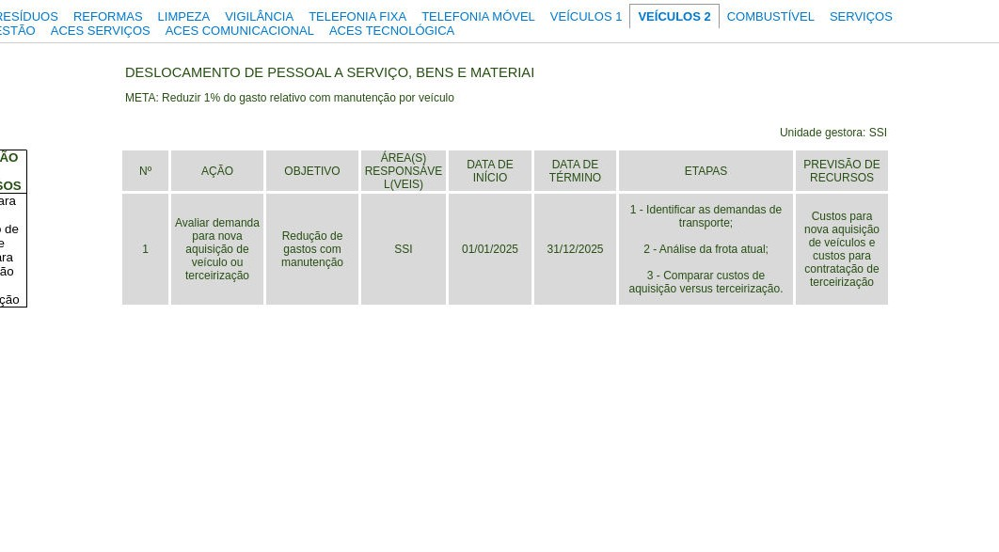 RESÍDUOS REFORMAS LIMPEZA VIGILÂNCIA TELEFONIA FIXA TELEFONIA MÓVEL VEÍCULOS 1 VEÍCULOS 2 COMBUSTÍVEL SERVIÇOS
ESTÃO ACES SERVIÇOS ACES COMUNICACIONAL ACES TECNOLÓGICA
DESLOCAMENTO DE PESSOAL A SERVIÇO, BENS E MATERIAI
META: Reduzir 1% do gasto relativo com manutenção por veículo
Unidade gestora: SSI
ÃO
SOS
ara
o de
e
ara
ão
ção
Nº
AÇÃO
OBJETIVO
ÁREA(S)
RESPONSÁVE
L(VEIS)
DATA DE
INÍCIO
DATA DE
TÉRMINO
ETAPAS
PREVISÃO DE
RECURSOS
1
Avaliar demanda
para nova
aquisição de
veículo ou
terceirização
Redução de
gastos com
manutenção
SSI
01/01/2025
31/12/2025
1 - Identificar as demandas de
transporte;
2 - Análise da frota atual;
3 - Comparar custos de
aquisição versus terceirização.
Custos para
nova aquisição
de veículos e
custos para
contratação de
terceirização